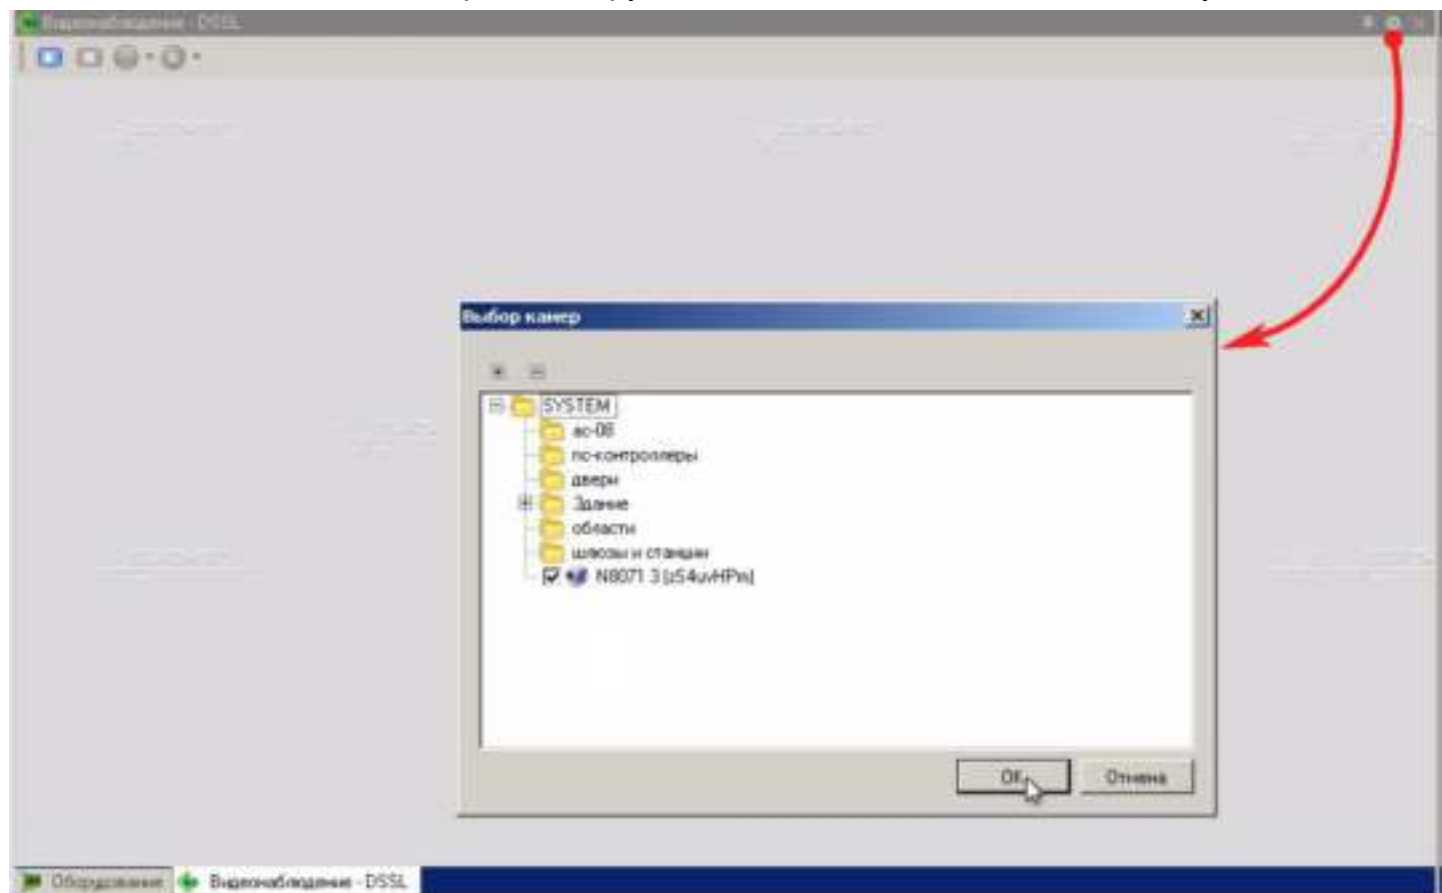 Видеонаблюдение - DSSL
Выбор камер
SYSTEM
ac-08
пс-контроллеры
двери
Здание
области
шлюзы и станции
N8071 3 (zS4uvHPm)
OK
Отмена
Оборудование
Видеонаблюдение - DSSL